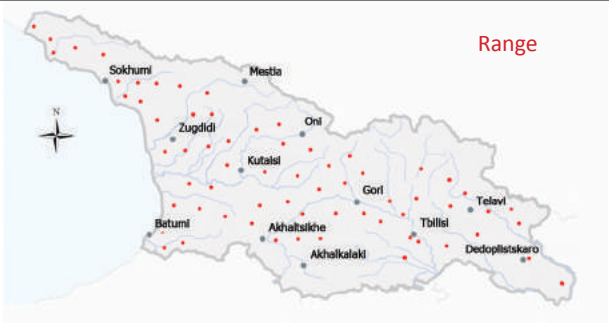 Range
Sokhumi
Mestia
N
Zugdidi
Oni
Kutaisi
Gori
Telavi
Batumi
Akhaltsikhe
Tbilisi
Akhalkalaki
Dedoplistskaro